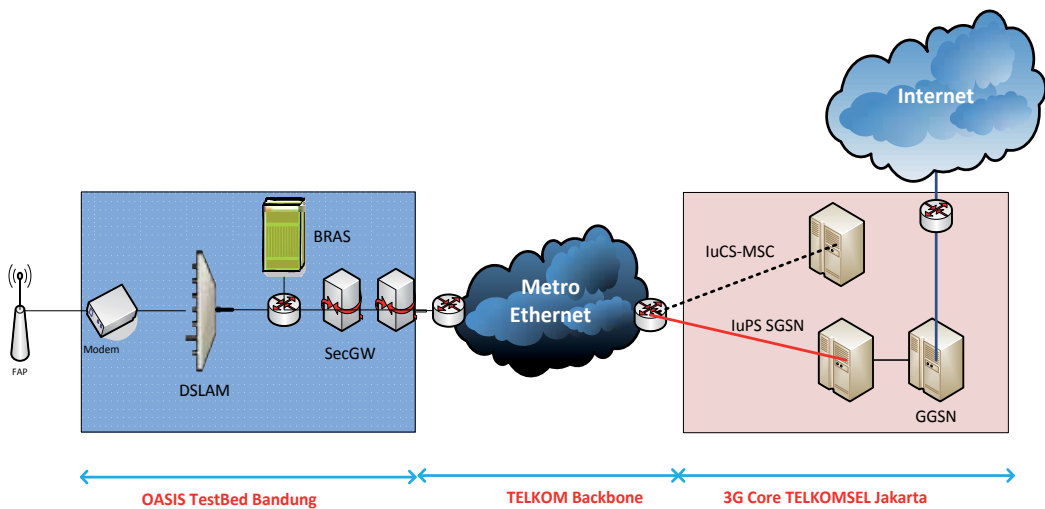 Internet
BRAS
IuCS-MSC
Metro
Ethernet
IuPS SGSN
Modem
SecGW
FAP
DSLAM
GGSN
OASIS TestBed Bandung
TELKOM Backbone
3G Core TELKOMSEL Jakarta